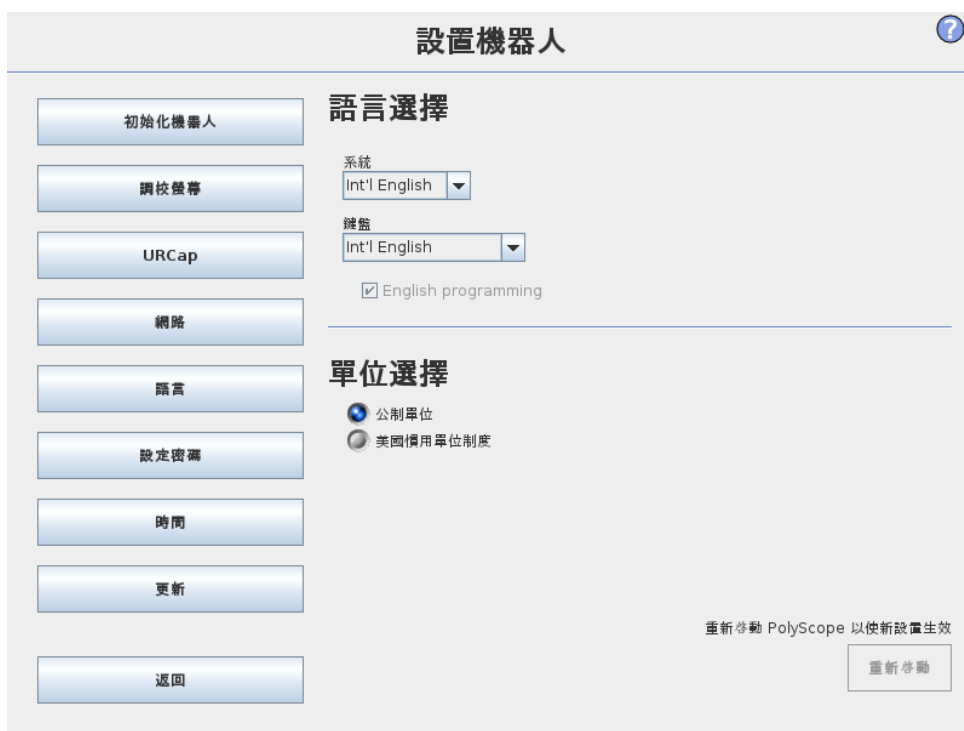 設置機器人
?
初始化機器人
調校螢幕
URCap
網路
語言
設定密碼
時間
更新
返回
語言選擇
系統
Int'l English
鍵盤
Int'l English
English programming
單位選擇
公制單位
美國慣用單位制度
重新啓動 PolyScope 以使新設置生效
重新啓動